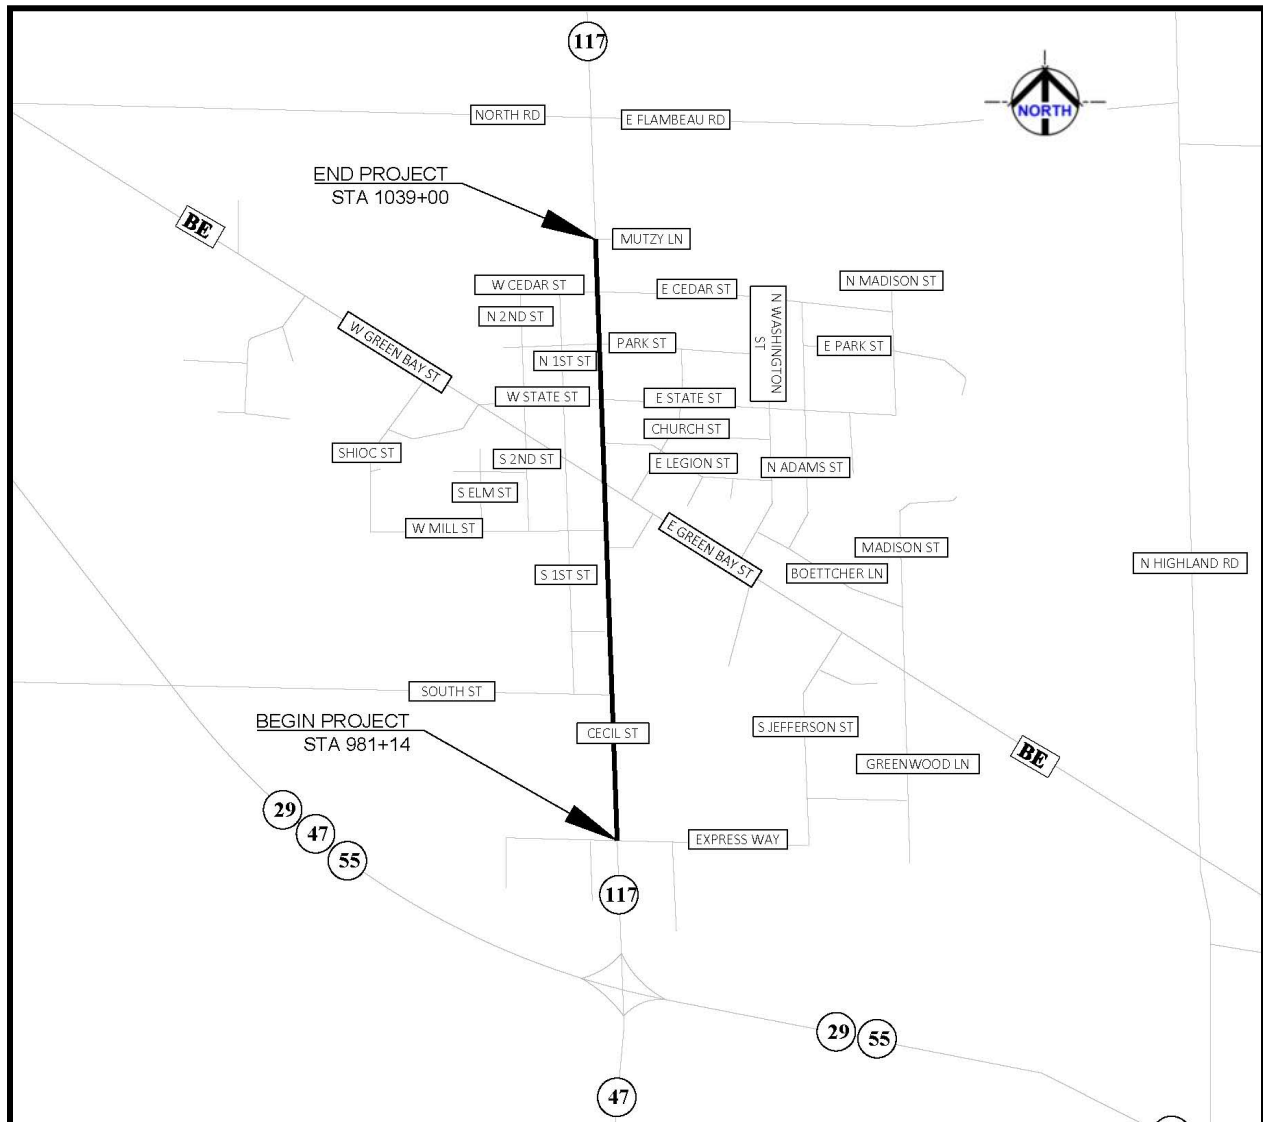 117
NORTH RD
E FLAMBEAU RD
NORTH
END PROJECT
STA 1039+00
BE
MUTZY LN
W CEDAR ST
E CEDAR ST
N MADISON ST
N 2ND ST
N WASHINGTON
ST
W GREEN BAY ST
PARK ST
E PARK ST
N 1ST ST
W STATE ST
E STATE ST
CHURCH ST
SHIOC ST
S 2ND ST
E LEGION ST
N ADAMS ST
S ELM ST
W MILL ST
E GREEN BAY ST
MADISON ST
S 1ST ST
BOETTCHER LN
N HIGHLAND RD
SOUTH ST
BEGIN PROJECT
STA 981+14
CECIL ST
S JEFFERSON ST
BE
GREENWOOD LN
29
47
55
EXPRESS WAY
117
29
55
47